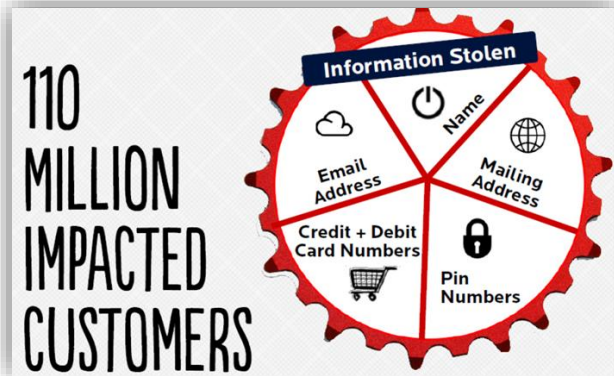 110
MILLION
IMPACTED
CUSTOMERS
Information Stolen
Name
Email
Address
Mailing
Address
Credit + Debit
Card Numbers
Pin
Numbers